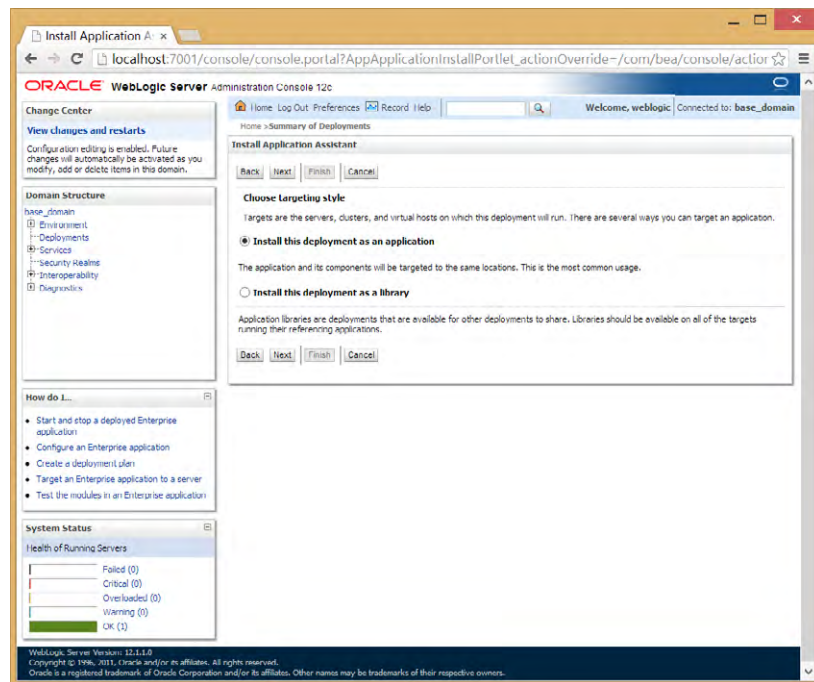 Install Application A
localhost:7001/console/console.portal?AppApplicationInstallPortlet_actionOverride=/com/bea/console/action
ORACLE WebLogic Server Administration Console 12c
Change Center
View changes and restarts
Configuration editing is enabled. Future
changes will automatically be activated as you
modify, add or delete items in this domain.
Domain Structure
base_domain
Environment
Deployments
Services
Security Realms
Interoperability
Diagnostics
How do I...
Start and stop a deployed Enterprise
application
Configure an Enterprise application
Create a deployment plan
Target an Enterprise application to a server
Test the modules in an Enterprise application
System Status
Health of Running Servers
Failed (0)
Critical (0)
Overloaded (0)
Warning (0)
OK (1)
Home Log Out Preferences Record Help
Welcome, weblogic Connected to: base_domain
Home >Summary of Deployments
Install Application Assistant
Back Next Finish Cancel
Choose targeting style
Targets are the servers, clusters, and virtual hosts on which this deployment will run. There are several ways you can target an application.
Install this deployment as an application
The application and its components will be targeted to the same locations. This is the most common usage.
Install this deployment as a library
Application libraries are deployments that are available for other deployments to share. Libraries should be available on all of the targets
running their referencing applications.
Back Next Finish Cancel
WebLogic Server Version: 12.1.1.0
Copyright © 1996, 2011, Oracle and/or its affiliates. All rights reserved.
Oracle is a registered trademark of Oracle Corporation and/or its affiliates. Other names may be trademarks of their respective owners.